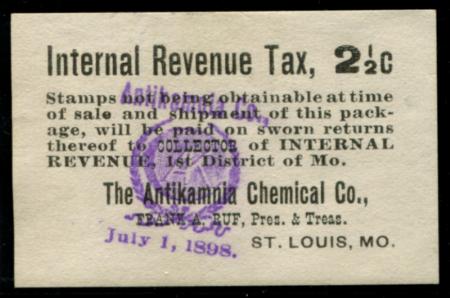 Internal Revenue Tax, 2½c
Antikamnia Co.,
Stamps not being obtainable at time
of sale and shipment of this pack-
age, will be paid on sworn returns
thereof to COLLECTOR of INTERNAL
REVENUE, 1st District of Mo.
The Antikamnia Chemical Co.,
FRANK A. RUF, Pres. & Treas.
July 1, 1898.
ST. LOUIS, MO.